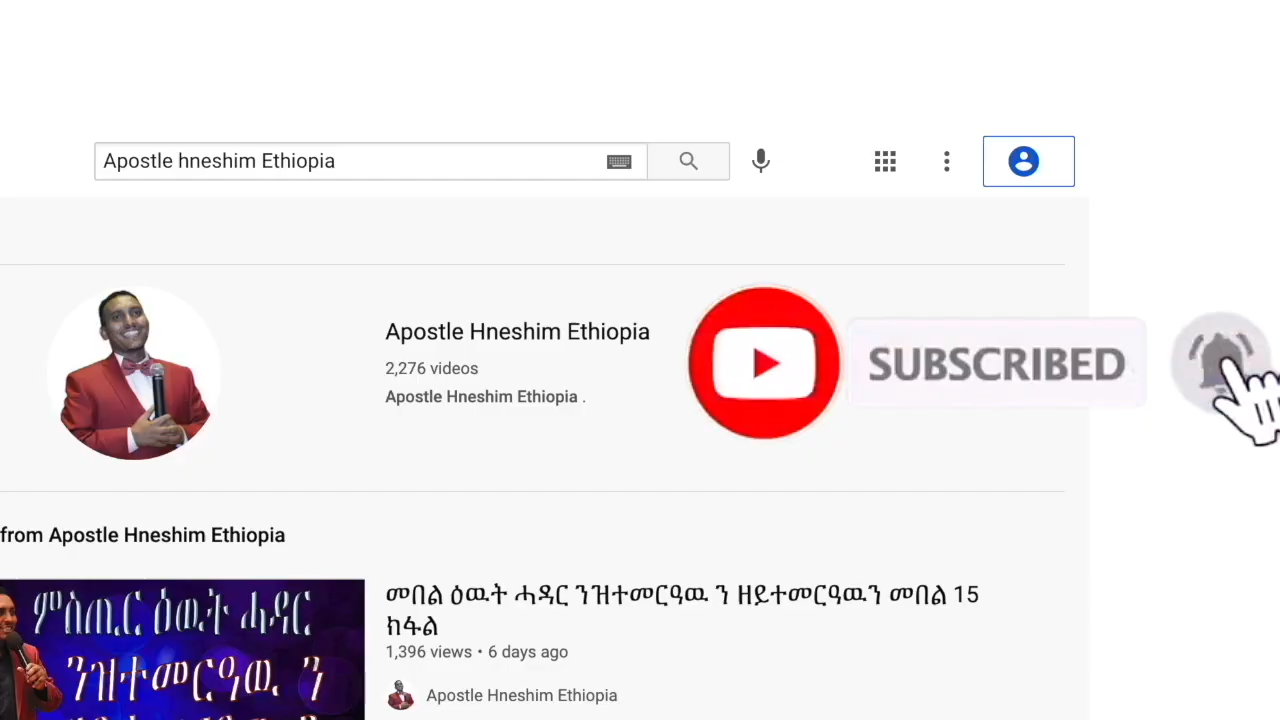 Apostle hneshim Ethiopia
Apostle Hneshim Ethiopia
2,276 videos
Apostle Hneshim Ethiopia .
SUBSCRIBED
from Apostle Hneshim Ethiopia
መበል ዕዉት ሓዳር ንዝተመርዓዉ ን ዘይተመርዓዉን መበል 15
ክፋል
1,396 views • 6 days ago
Apostle Hneshim Ethiopia
ምስጢር ዕዉት ሓዳር
ንዝተመርዓዉ ን